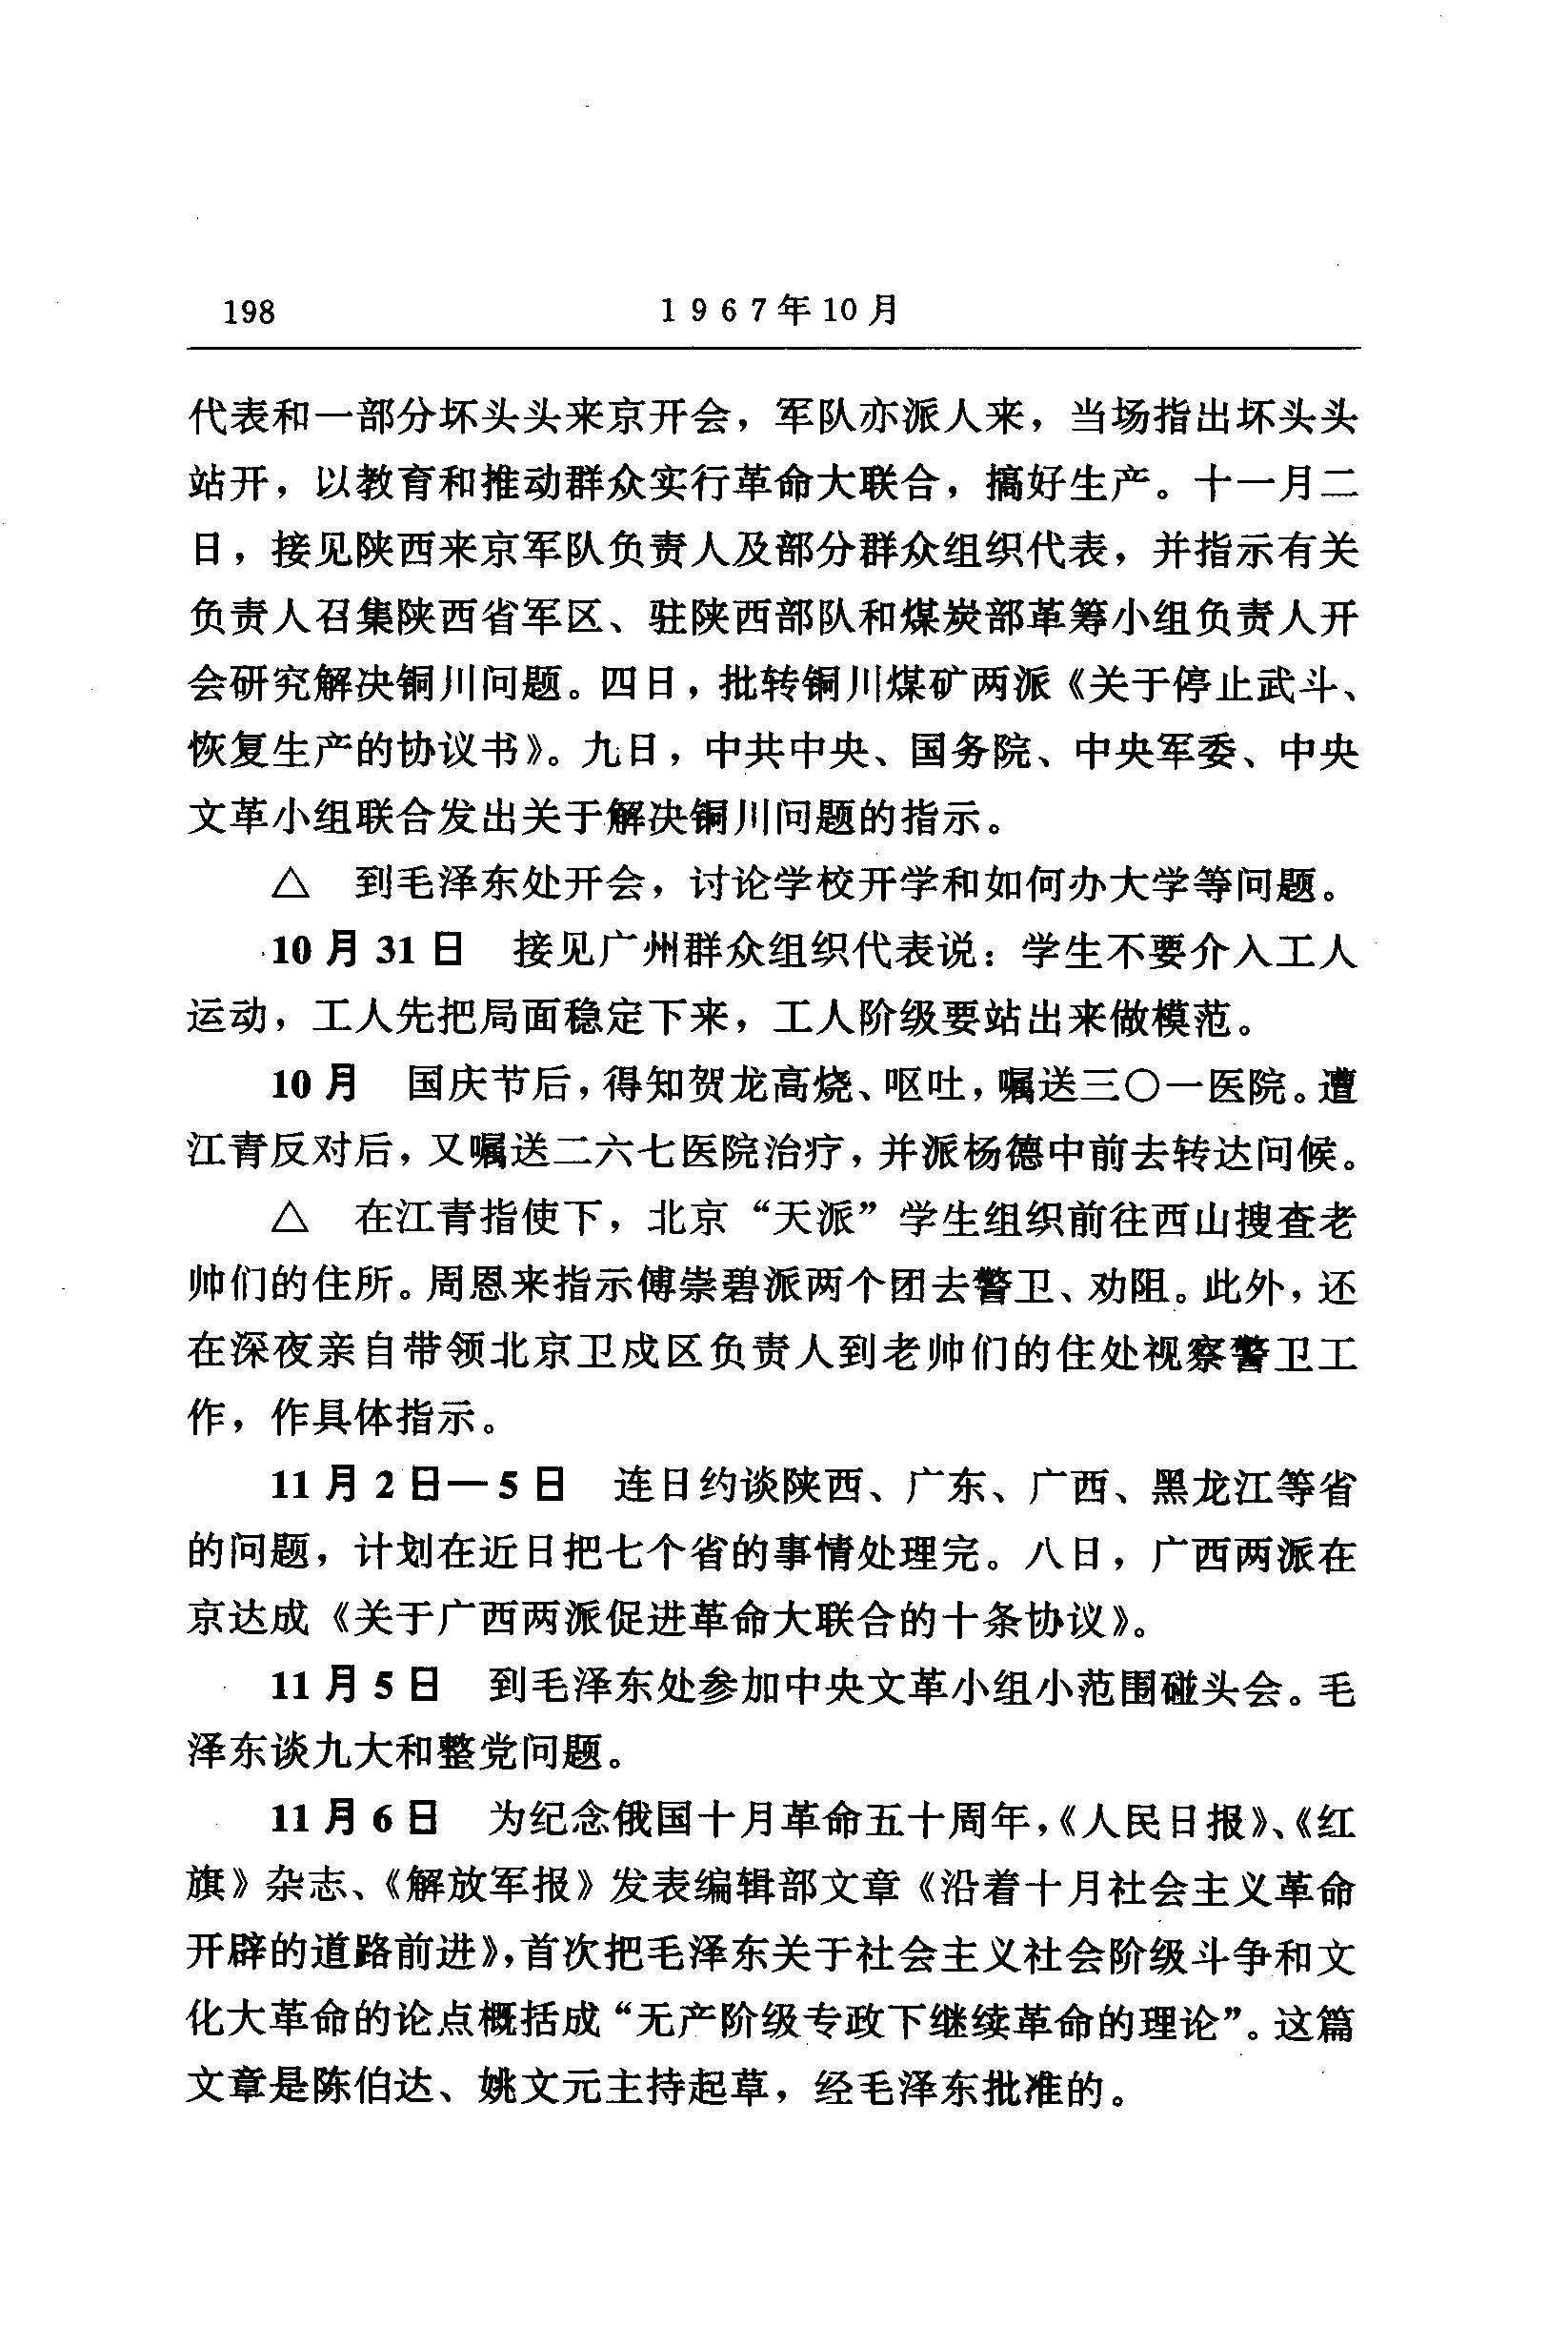 198 1967年10月
代表和一部分坏头头来京开会，军队亦派人来，当场指出坏头头
站开，以教育和推动群众实行革命大联合，搞好生产。十一月二
日，接见陕西来京军队负责人及部分群众组织代表，并指示有关
负责人召集陕西省军区、驻陕西部队和煤炭部革筹小组负责人开
会研究解决铜川问题。四日，批转铜川煤矿两派《关于停止武斗、
恢复生产的协议书》。九日，中共中央、国务院、中央军委、中央
文革小组联合发出关于解决铜川问题的指示。
△　到毛泽东处开会，讨论学校开学和如何办大学等问题。
10月31日　接见广州群众组织代表说：学生不要介入工人
运动，工人先把局面稳定下来，工人阶级要站出来做模范。
10月　国庆节后，得知贺龙高烧、呕吐，嘱送三〇一医院。遭
江青反对后，又嘱送二六七医院治疗，并派杨德中前去转达问候。
△　在江青指使下，北京“天派”学生组织前往西山搜查老
帅们的住所。周恩来指示傅崇碧派两个团去警卫、劝阻。此外，还
在深夜亲自带领北京卫戍区负责人到老帅们的住处视察警卫工
作，作具体指示。
11月2日—5日　连日约谈陕西、广东、广西、黑龙江等省
的问题，计划在近日把七个省的事情处理完。八日，广西两派在
京达成《关于广西两派促进革命大联合的十条协议》。
11月5日　到毛泽东处参加中央文革小组小范围碰头会。毛
泽东谈九大和整党问题。
11月6日　为纪念俄国十月革命五十周年，《人民日报》、《红
旗》杂志、《解放军报》发表编辑部文章《沿着十月社会主义革命
开辟的道路前进》，首次把毛泽东关于社会主义社会阶级斗争和文
化大革命的论点概括成“无产阶级专政下继续革命的理论”。这篇
文章是陈伯达、姚文元主持起草，经毛泽东批准的。